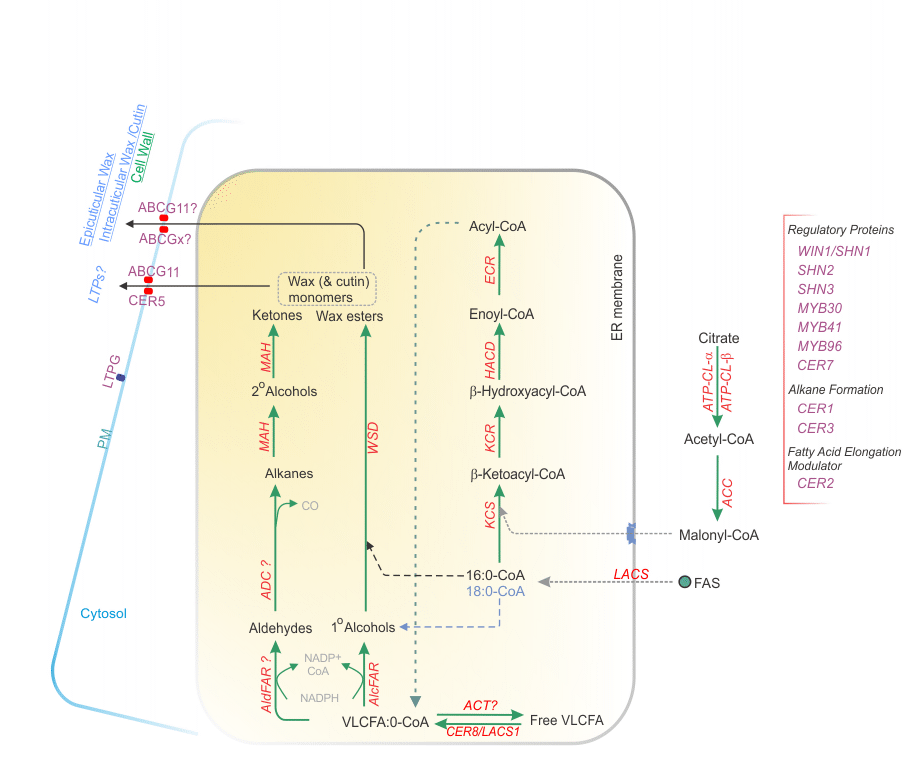 Epicuticular Wax
Intracuticular Wax /Cutin
Cell Wall
ABCG11?
ABCGx?
LTPs?
ABCG11
CER5
LTPG
PM
Cytosol
Wax (& cutin)
monomers
Ketones
Wax esters
MAH
2° Alcohols
MAH
WSD
Alkanes
CO
ADC ?
Aldehydes
1° Alcohols
NADP+
CoA
NADPH
AldFAR ?
AlcFAR
VLCFA:0-CoA
ACT?
CER8/LACS1
Free VLCFA
Acyl-CoA
ECR
Enoyl-CoA
HACD
β-Hydroxyacyl-CoA
KCR
β-Ketoacyl-CoA
KCS
16:0-CoA
18:0-CoA
ER membrane
Citrate
ATP-CL-α
ATP-CL-β
Acetyl-CoA
ACC
Malonyl-CoA
LACS
FAS
Regulatory Proteins
WIN1/SHN1
SHN2
SHN3
MYB30
MYB41
MYB96
CER7
Alkane Formation
CER1
CER3
Fatty Acid Elongation
Modulator
CER2